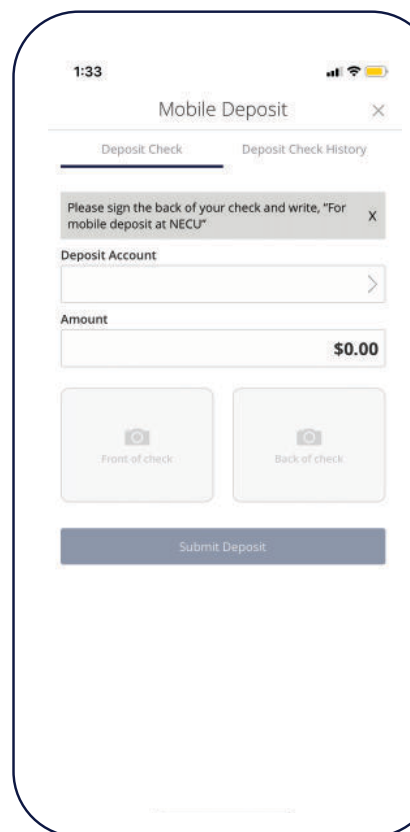 1:33
Mobile Deposit
Deposit Check Deposit Check History
Please sign the back of your check and write, "For
mobile deposit at NECU"
X
Deposit Account
Amount
$0.00
Front of check Back of check
Submit Deposit